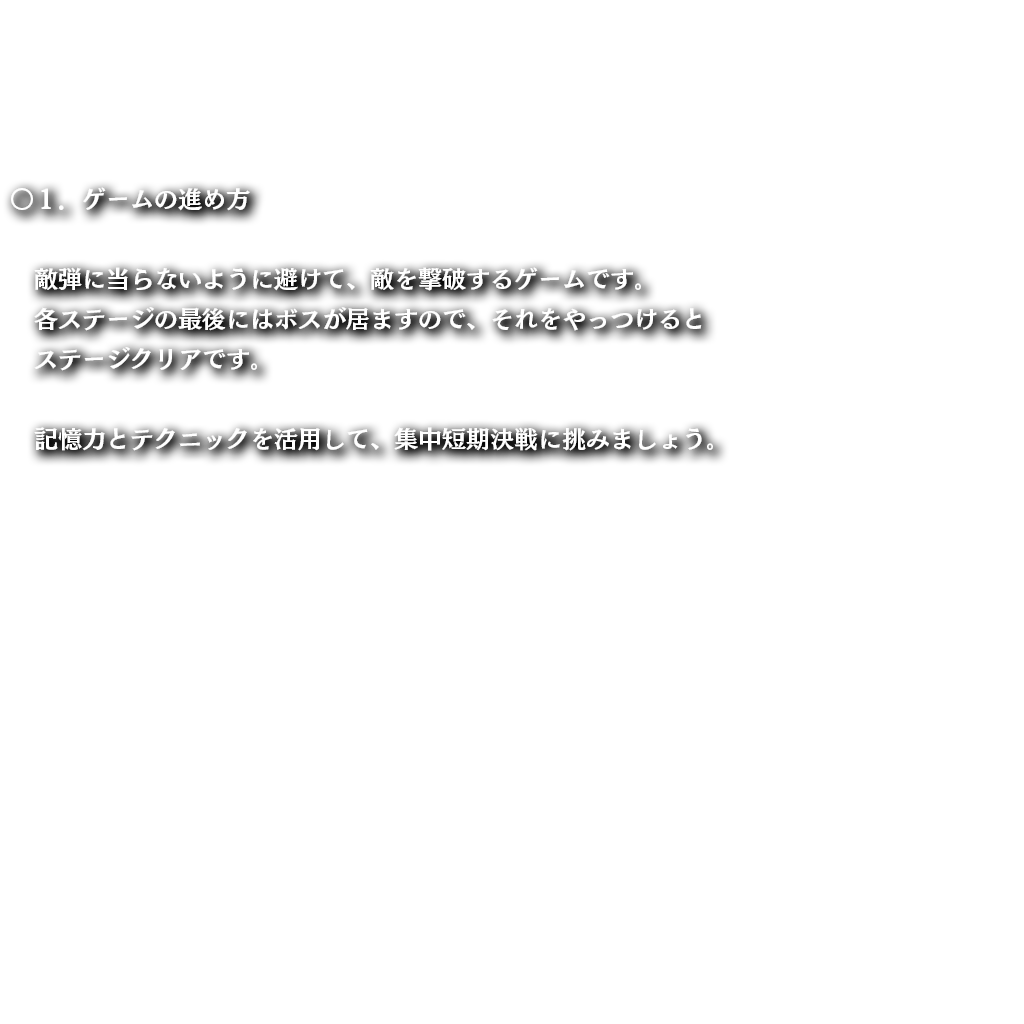 ○１．ゲームの進め方
敵弾に当らないように避けて、敵を撃破するゲームです。
各ステージの最後にはボスが居ますので、それをやっつけると
ステージクリアです。
記憶力とテクニックを活用して、集中短期決戦に挑みましょう。